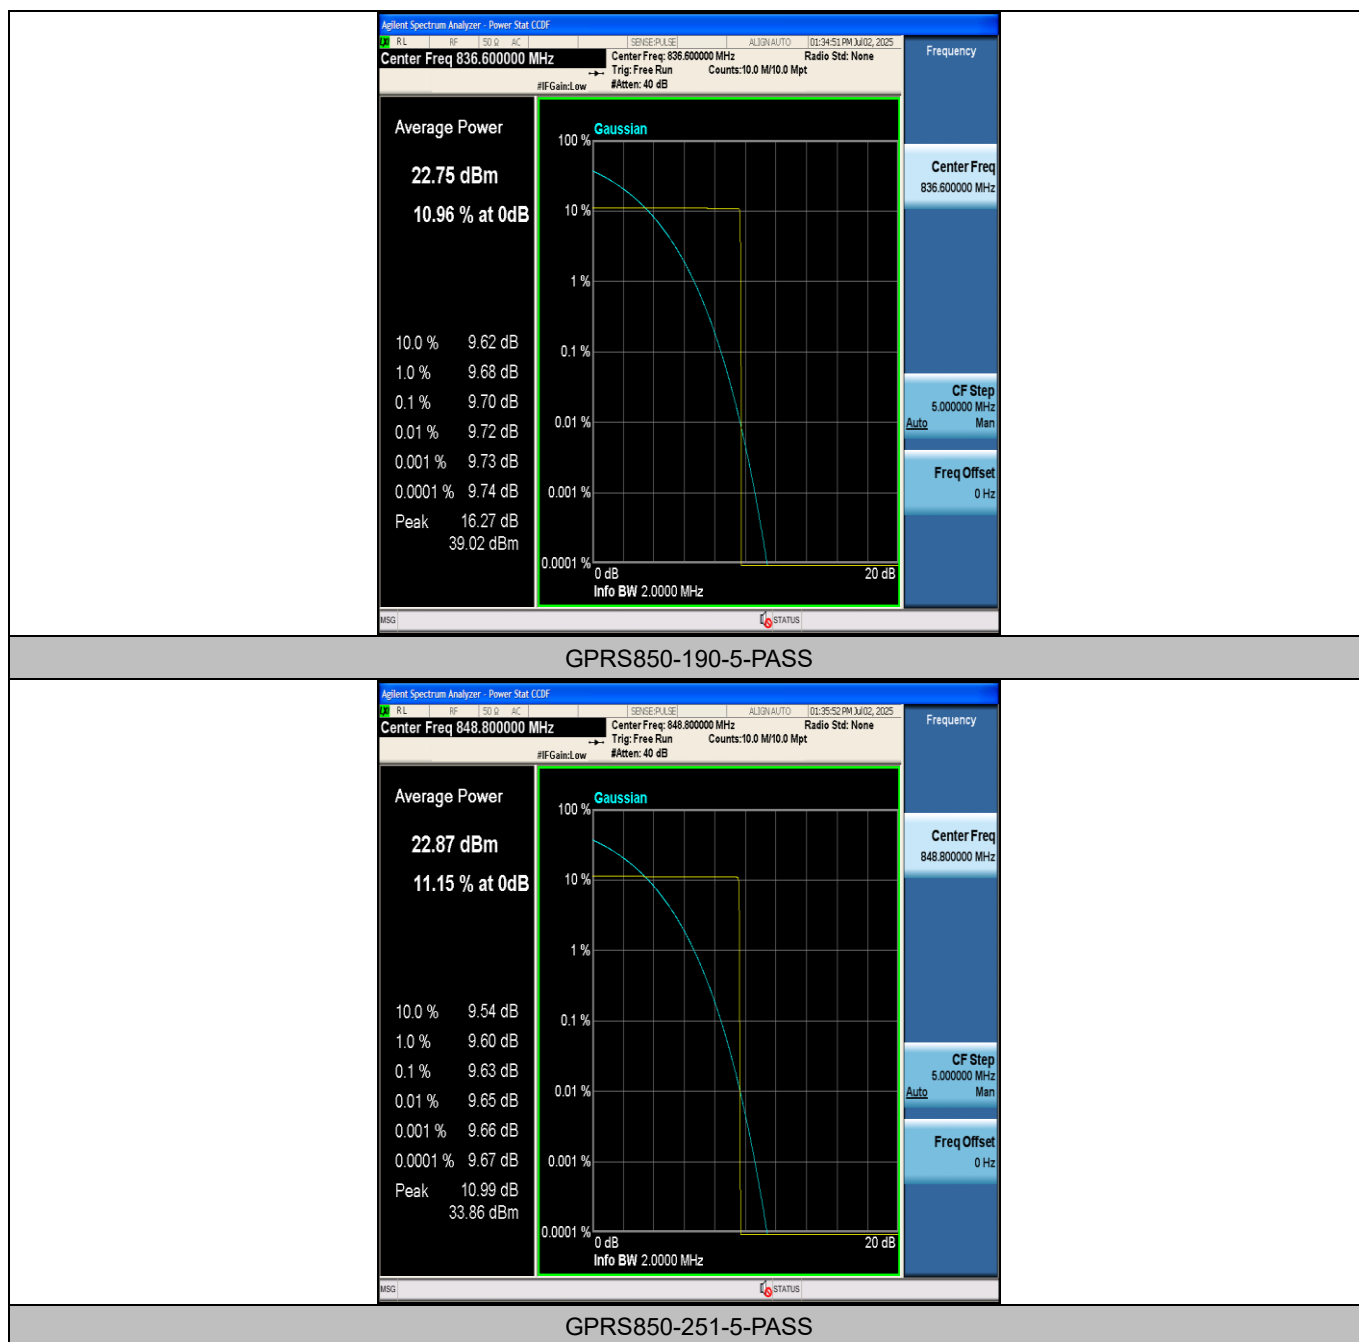 Agilent Spectrum Analyzer - Power Stat CCDF
LXI RL RF 50 Ω AC SENSE:PULSE ALIGN AUTO 01:34:51 PM Jul 02, 2025
Center Freq 836.600000 MHz
Center Freq: 836.600000 MHz Radio Std: None
Trig: Free Run Counts:10.0 M/10.0 Mpt
#IFGain:Low #Atten: 40 dB
Frequency
Average Power
22.75 dBm
10.96 % at 0dB
10.0 % 9.62 dB
1.0 % 9.68 dB
0.1 % 9.70 dB
0.01 % 9.72 dB
0.001 % 9.73 dB
0.0001 % 9.74 dB
Peak 16.27 dB
39.02 dBm
Gaussian
100 %
10 %
1 %
0.1 %
0.01 %
0.001 %
0.0001 %
0 dB 20 dB
Info BW 2.0000 MHz
Center Freq
836.600000 MHz
CF Step
5.000000 MHz
Auto Man
Freq Offset
0 Hz
MSG STATUS
GPRS850-190-5-PASS
Agilent Spectrum Analyzer - Power Stat CCDF
LXI RL RF 50 Ω AC SENSE:PULSE ALIGN AUTO 01:35:52 PM Jul 02, 2025
Center Freq 848.800000 MHz
Center Freq: 848.800000 MHz Radio Std: None
Trig: Free Run Counts:10.0 M/10.0 Mpt
#IFGain:Low #Atten: 40 dB
Frequency
Average Power
22.87 dBm
11.15 % at 0dB
10.0 % 9.54 dB
1.0 % 9.60 dB
0.1 % 9.63 dB
0.01 % 9.65 dB
0.001 % 9.66 dB
0.0001 % 9.67 dB
Peak 10.99 dB
33.86 dBm
Gaussian
100 %
10 %
1 %
0.1 %
0.01 %
0.001 %
0.0001 %
0 dB 20 dB
Info BW 2.0000 MHz
Center Freq
848.800000 MHz
CF Step
5.000000 MHz
Auto Man
Freq Offset
0 Hz
MSG STATUS
GPRS850-251-5-PASS